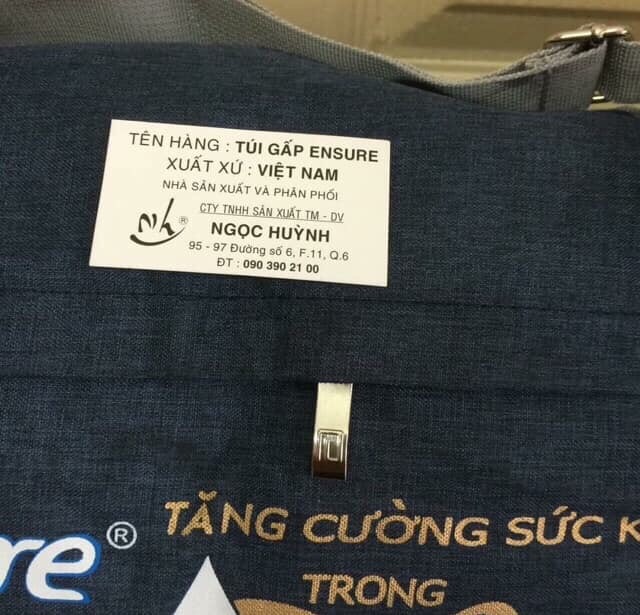 TÊN HÀNG : TÚI GẤP ENSURE
XUẤT XỨ : VIỆT NAM
NHÀ SẢN XUẤT VÀ PHÂN PHỐI
CTY TNHH SẢN XUẤT TM - DV
nh ®
NGỌC HUỲNH
95 - 97 Đường số 6, F.11, Q.6
ĐT : 090 390 21 00
TĂNG CƯỜNG SỨC K
re ®
TRONG